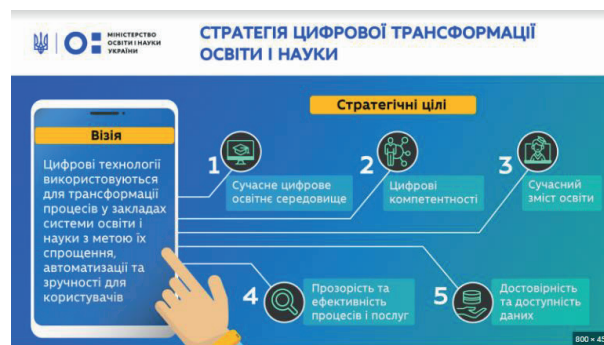 МІНІСТЕРСТВО
ОСВІТИ І НАУКИ
УКРАЇНИ
СТРАТЕГІЯ ЦИФРОВОЇ ТРАНСФОРМАЦІЇ
ОСВІТИ І НАУКИ
Візія
Цифрові технології
використовуються
для трансформації
процесів у закладах
системи освіти і
науки з метою їх
спрощення,
автоматизації та
зручності для
користувачів
Стратегічні цілі
1
Сучасне цифрове
освітнє середовище
2
Цифрові
компетентності
3
Сучасний
зміст освіти
4
Прозорість та
ефективність
процесів і послуг
5
Достовірність
та доступність
даних